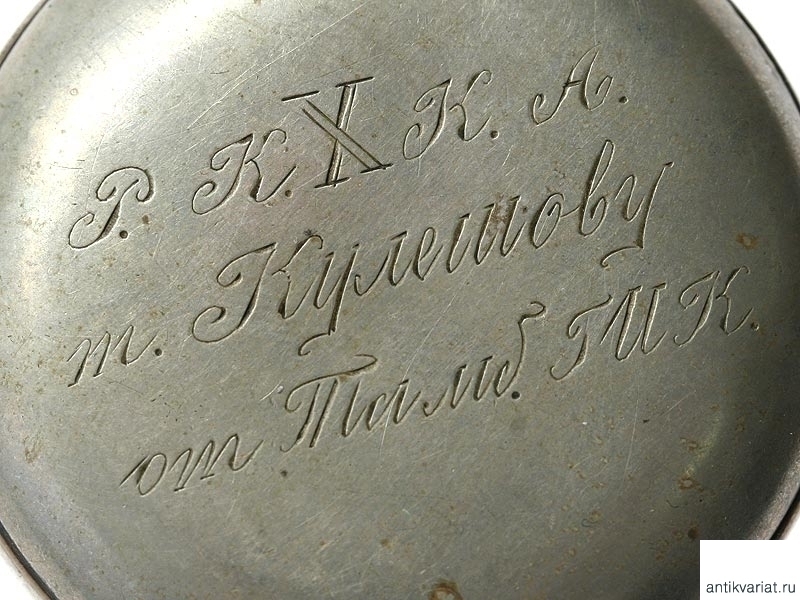 Р. К. X К. А.
т. Кулешову
от Тамб. ГИК.
antikvariat.ru